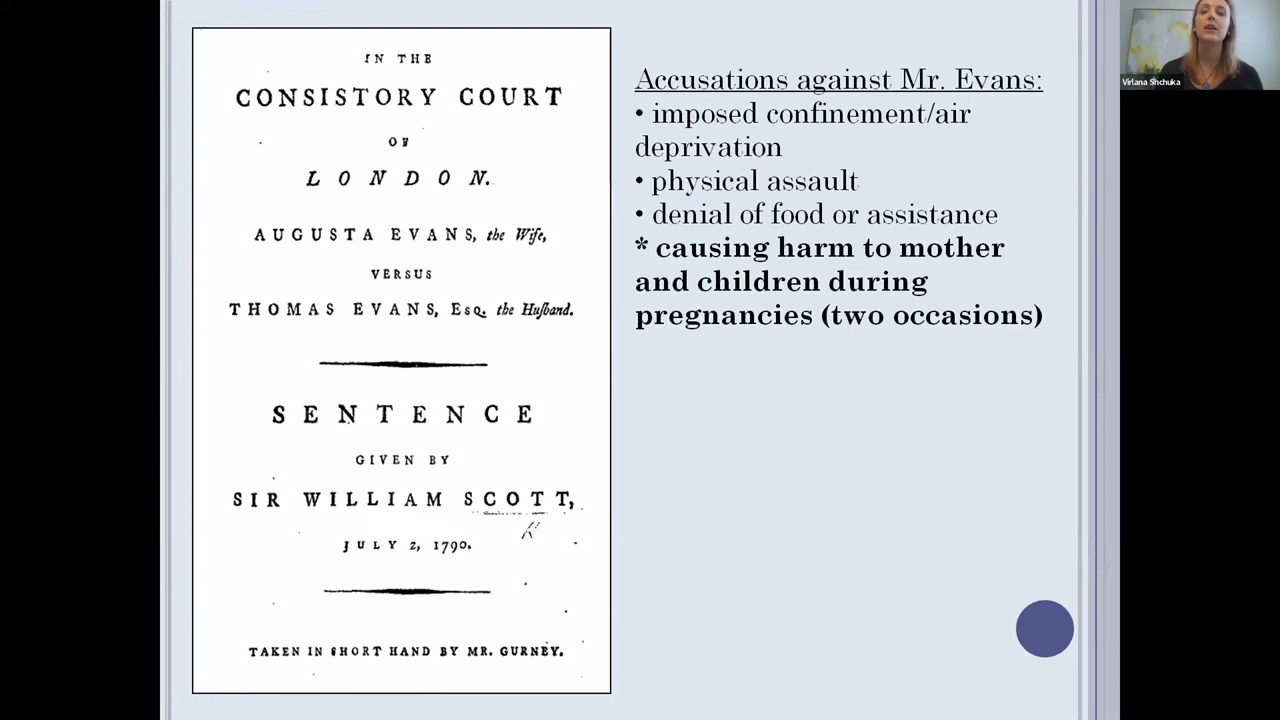 IN THE
CONSISTORY COURT
OF
LONDON.
AUGUSTA EVANS, the Wife,
VERSUS
THOMAS EVANS, Esq. the Huſband.
SENTENCE
GIVEN BY
SIR WILLIAM SCOTT,
JULY 2, 1790.
TAKEN IN SHORT HAND BY MR. GURNEY.
Accusations against Mr. Evans:
• imposed confinement/air
deprivation
• physical assault
• denial of food or assistance
* causing harm to mother
and children during
pregnancies (two occasions)
Virlana Shchuka